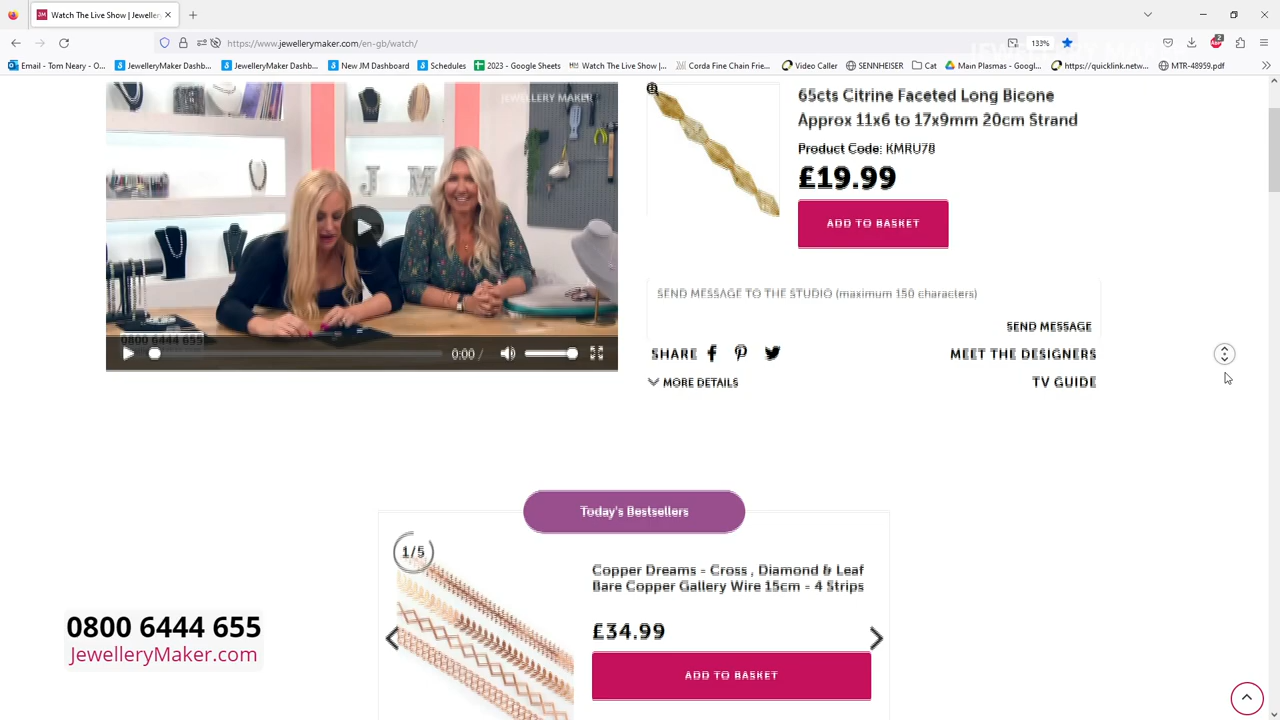 Watch The Live Show | Jeweller
https://www.jewellerymaker.com/en-gb/watch/
133%
2
Email - Tom Neary - O...
JewelleryMaker Dashb...
JewelleryMaker Dashb...
New JM Dashboard
Schedules
2023 - Google Sheets
Watch The Live Show |...
Corda Fine Chain Frie...
Video Caller
SENNHEISER
Cat
Main Plasmas - Googl...
https://quicklink.netw...
MTR-48959.pdf
JEWELLERY MAKER
J M
0800 6444 655
0:00 /
65cts Citrine Faceted Long Bicone
Approx 11x6 to 17x9mm 20cm Strand
Product Code: KMRU78
£19.99
ADD TO BASKET
SEND MESSAGE TO THE STUDIO (maximum 150 characters)
SEND MESSAGE
SHARE
MEET THE DESIGNERS
MORE DETAILS
TV GUIDE
Today's Bestsellers
1/5
Copper Dreams - Cross , Diamond & Leaf
Bare Copper Gallery Wire 15cm - 4 Strips
£34.99
ADD TO BASKET
0800 6444 655
JewelleryMaker.com